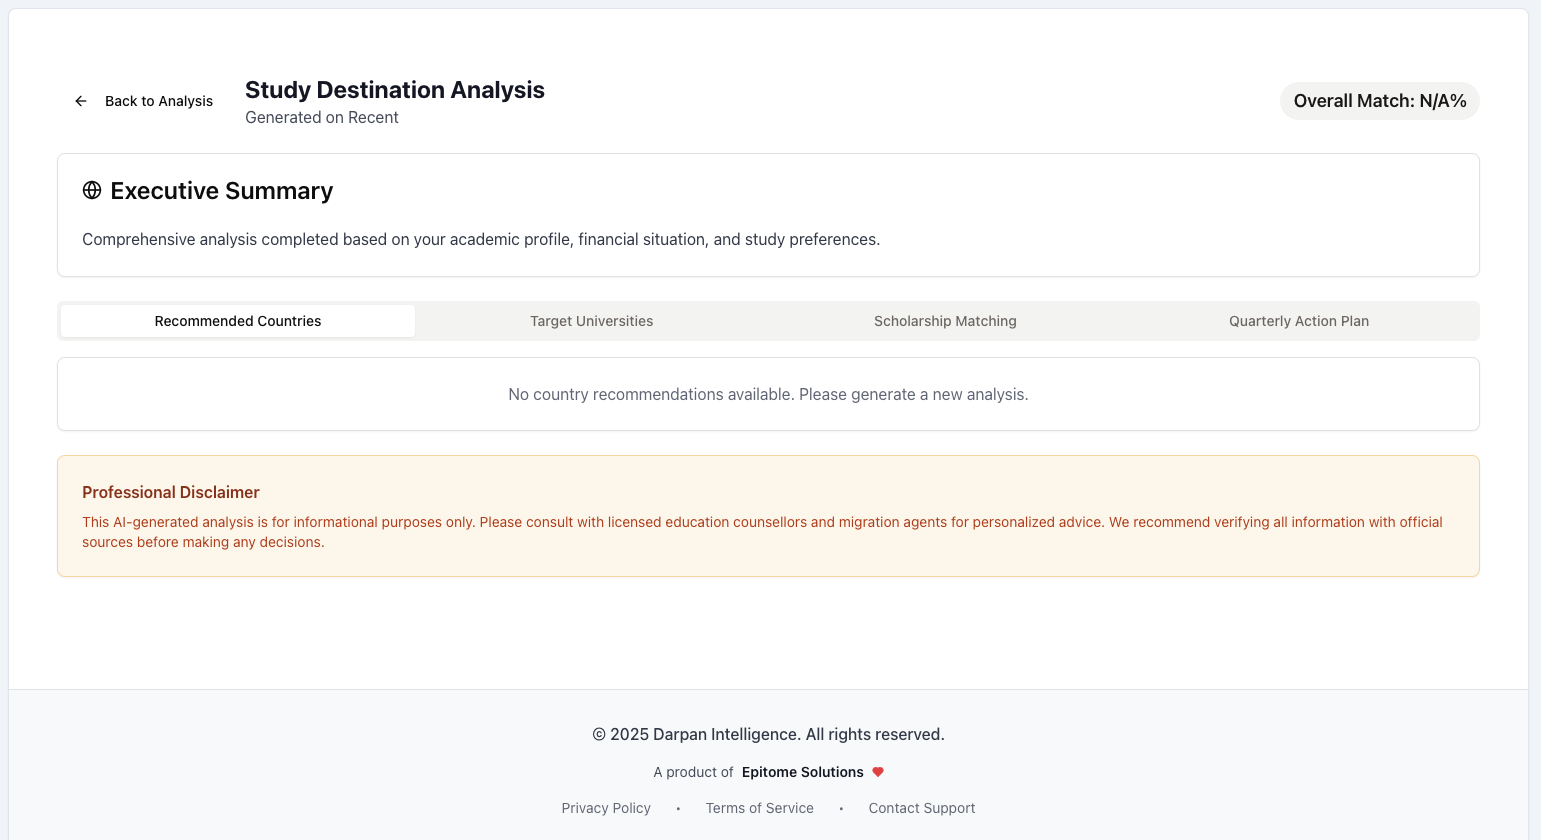 Back to Analysis
Study Destination Analysis
Generated on Recent
Overall Match: N/A%
Executive Summary
Comprehensive analysis completed based on your academic profile, financial situation, and study preferences.
Recommended Countries
Target Universities
Scholarship Matching
Quarterly Action Plan
No country recommendations available. Please generate a new analysis.
Professional Disclaimer
This AI-generated analysis is for informational purposes only. Please consult with licensed education counsellors and migration agents for personalized advice. We recommend verifying all information with official
sources before making any decisions.
© 2025 Darpan Intelligence. All rights reserved.
A product of Epitome Solutions
Privacy Policy • Terms of Service • Contact Support